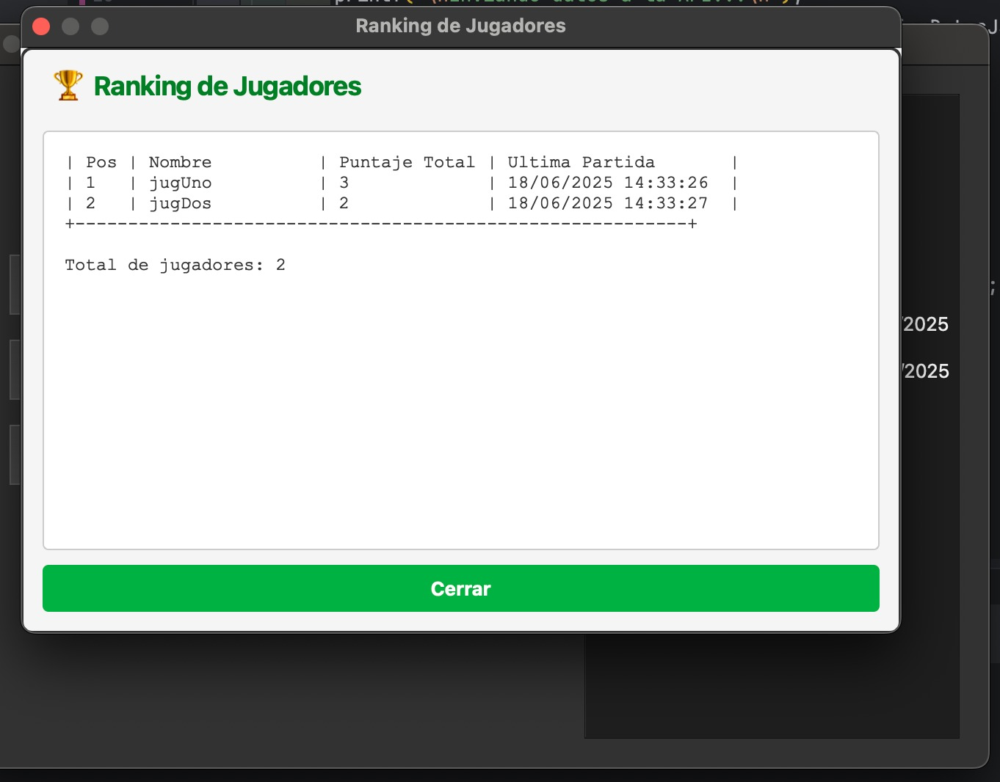 Ranking de Jugadores
🏆 Ranking de Jugadores
| Pos | Nombre          | Puntaje Total | Ultima Partida       |
| 1   | jugUno          | 3             | 18/06/2025 14:33:26  |
| 2   | jugDos          | 2             | 18/06/2025 14:33:27  |
+----------------------------------------------------------+
/2025
/2025
Total de jugadores: 2
Cerrar